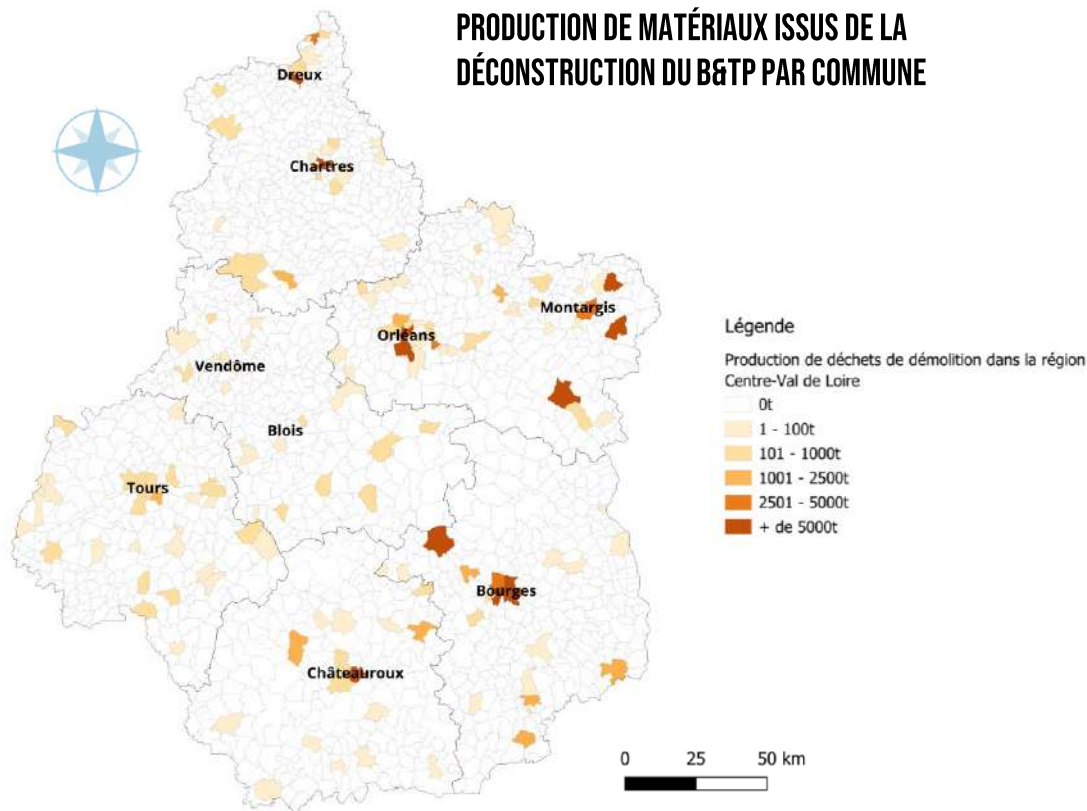 PRODUCTION DE MATÉRIAUX ISSUS DE LA
DÉCONSTRUCTION DU B&TP PAR COMMUNE
Dreux
Chartres
Montargis
Orléans
Vendôme
Blois
Tours
Bourges
Châteauroux
Légende
Production de déchets de démolition dans la région
Centre-Val de Loire
0t
1 - 100t
101 - 1000t
1001 - 2500t
2501 - 5000t
+ de 5000t
0 25 50 km